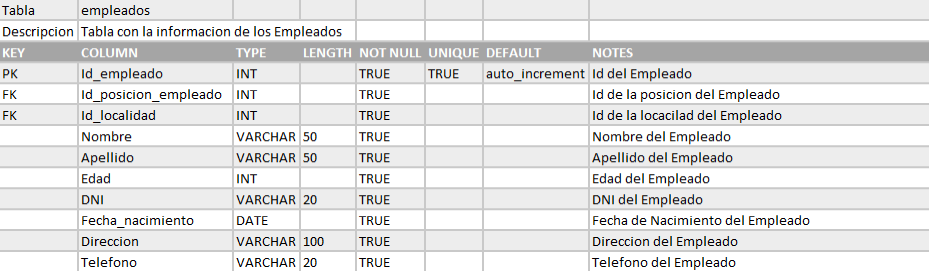 Tabla empleados
Descripcion Tabla con la informacion de los Empleados
KEY COLUMN TYPE LENGTH NOT NULL UNIQUE DEFAULT NOTES
PK Id_empleado INT TRUE TRUE auto_increment Id del Empleado
FK Id_posicion_empleado INT TRUE Id de la posicion del Empleado
FK Id_localidad INT TRUE Id de la locacilad del Empleado
Nombre VARCHAR 50 TRUE Nombre del Empleado
Apellido VARCHAR 50 TRUE Apellido del Empleado
Edad INT TRUE Edad del Empleado
DNI VARCHAR 20 TRUE DNI del Empleado
Fecha_nacimiento DATE TRUE Fecha de Nacimiento del Empleado
Direccion VARCHAR 100 TRUE Direccion del Empleado
Telefono VARCHAR 20 TRUE Telefono del Empleado